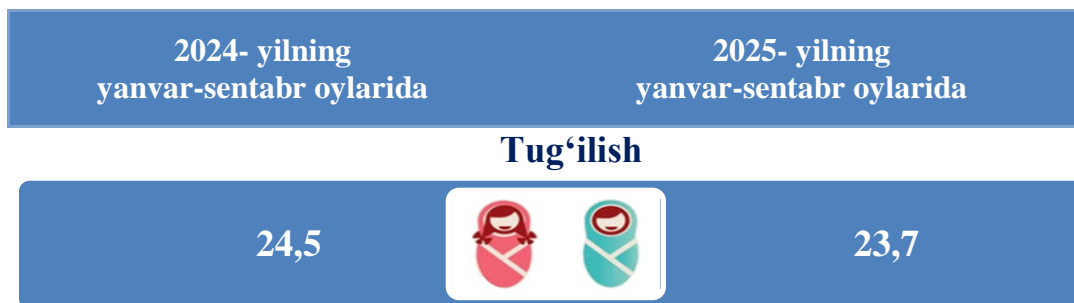 2024- yilning
yanvar-sentabr oylarida
2025- yilning
yanvar-sentabr oylarida
Tug‘ilish
24,5
23,7